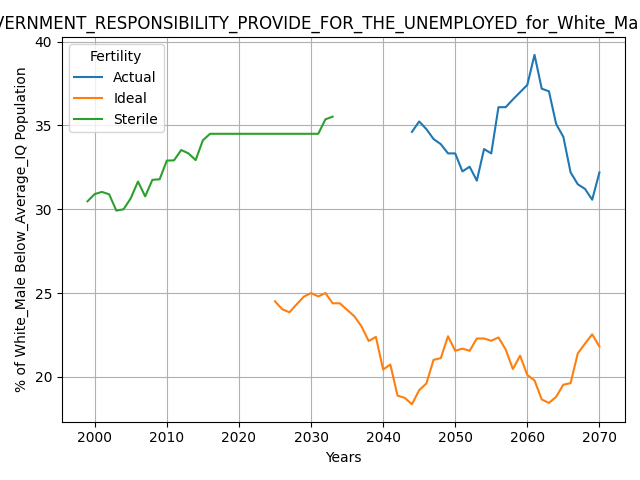 VERNMENT_RESPONSIBILITY_PROVIDE_FOR_THE_UNEMPLOYED_for_White_Ma
Fertility
Actual
Ideal
Sterile
% of White_Male Below_Average_IQ Population
40
35
30
25
20
2000 2010 2020 2030 2040 2050 2060 2070
Years